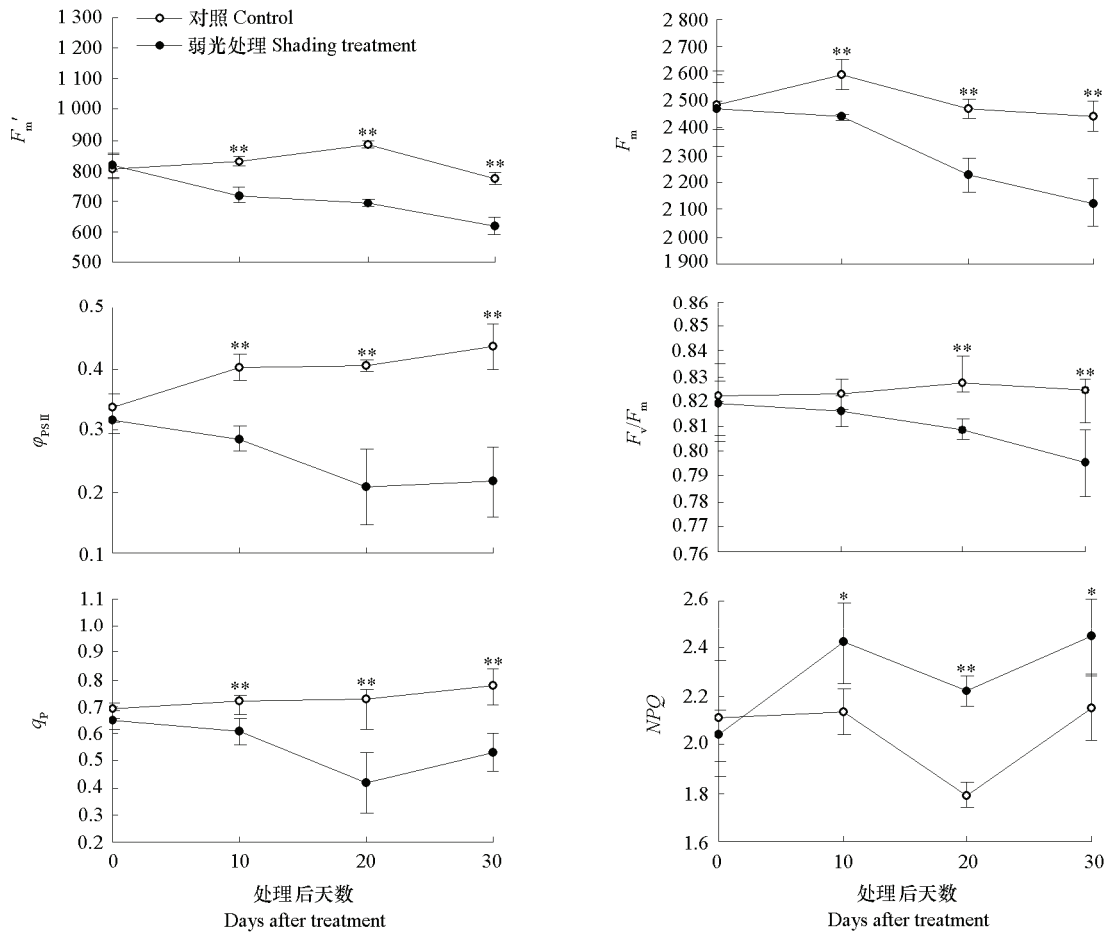 对照 Control
弱光处理 Shading treatment
1 300
1 200
1 100
1 000
900
800
700
600
500
Fm′
** ** **
2 800
2 700
2 600
2 500
2 400
2 300
2 200
2 100
2 000
1 900
Fm
** ** **
0.5
0.4
0.3
0.2
0.1
φPSⅡ
** ** **
0.86
0.85
0.84
0.83
0.82
0.81
0.80
0.79
0.78
0.77
0.76
Fv/Fm
** **
1.1
1.0
0.9
0.8
0.7
0.6
0.5
0.4
0.3
0.2
qP
** ** **
0 10 20 30
处理后天数
Days after treatment
2.6
2.4
2.2
2.0
1.8
1.6
NPQ
* ** *
0 10 20 30
处理后天数
Days after treatment